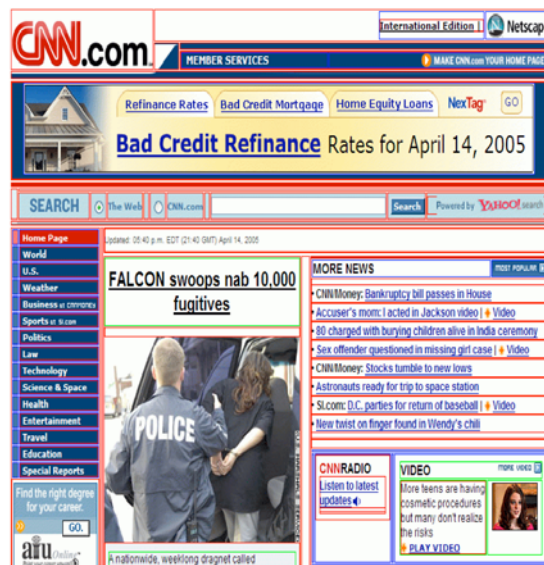 CNN.com
International Edition |
Netscap
MEMBER SERVICES
MAKE CNN.com YOUR HOME PAGE
Refinance Rates
Bad Credit Mortgage
Home Equity Loans
NexTag
GO
Bad Credit Refinance Rates for April 14, 2005
SEARCH
The Web
CNN.com
Search
Powered by YAHOO! search
Updated: 05:40 p.m. EDT (21:40 GMT) April 14, 2005
Home Page
World
U.S.
Weather
Business at CNNMONEY
Sports at SI.com
Politics
Law
Technology
Science & Space
Health
Entertainment
Travel
Education
Special Reports
Find the right degree
for your career.
GO.
aiu Online
FALCON swoops nab 10,000
fugitives
POLICE
A nationwide, weeklong dragnet called
MORE NEWS
MOST POPULAR
• CNN/Money: Bankruptcy bill passes in House
• Accuser's mom: I acted in Jackson video | Video
• 80 charged with burying children alive in India ceremony
• Sex offender questioned in missing girl case | Video
• CNN/Money: Stocks tumble to new lows
• Astronauts ready for trip to space station
• SI.com: D.C. parties for return of baseball | Video
• New twist on finger found in Wendy's chili
CNNRADIO
Listen to latest
updates
VIDEO
MORE VIDEO
More teens are having
cosmetic procedures
but many don't realize
the risks
PLAY VIDEO